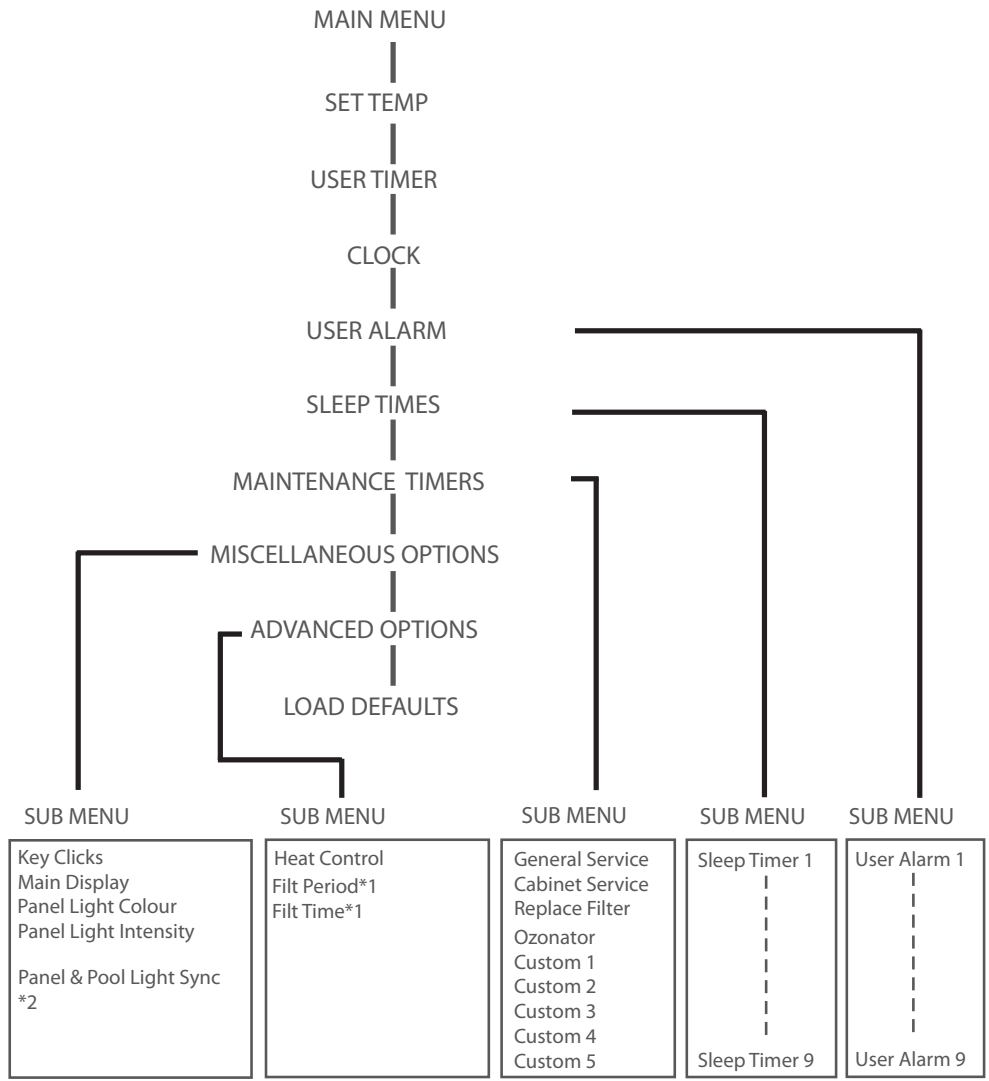 MAIN MENU
SET TEMP
USER TIMER
CLOCK
USER ALARM
SLEEP TIMES
MAINTENANCE TIMERS
MISCELLANEOUS OPTIONS
ADVANCED OPTIONS
LOAD DEFAULTS
SUB MENU
Key Clicks
Main Display
Panel Light Colour
Panel Light Intensity
Panel & Pool Light Sync
*2
SUB MENU
Heat Control
Filt Period*1
Filt Time*1
SUB MENU
General Service
Cabinet Service
Replace Filter
Ozonator
Custom 1
Custom 2
Custom 3
Custom 4
Custom 5
SUB MENU
Sleep Timer 1
Sleep Timer 9
SUB MENU
User Alarm 1
User Alarm 9